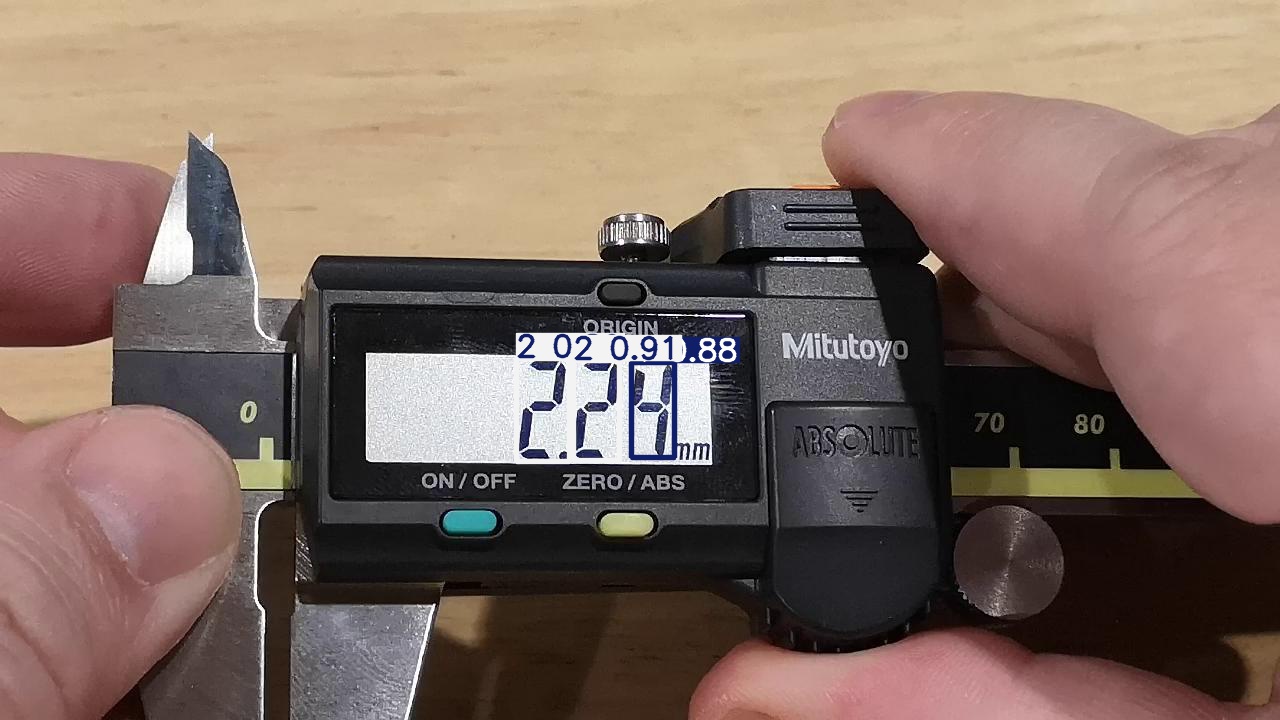 ORIGIN
2 02 0.91).88
Mitutoyo
2.24 mm
0
70 80
ABSOLUTE
ON / OFF ZERO / ABS